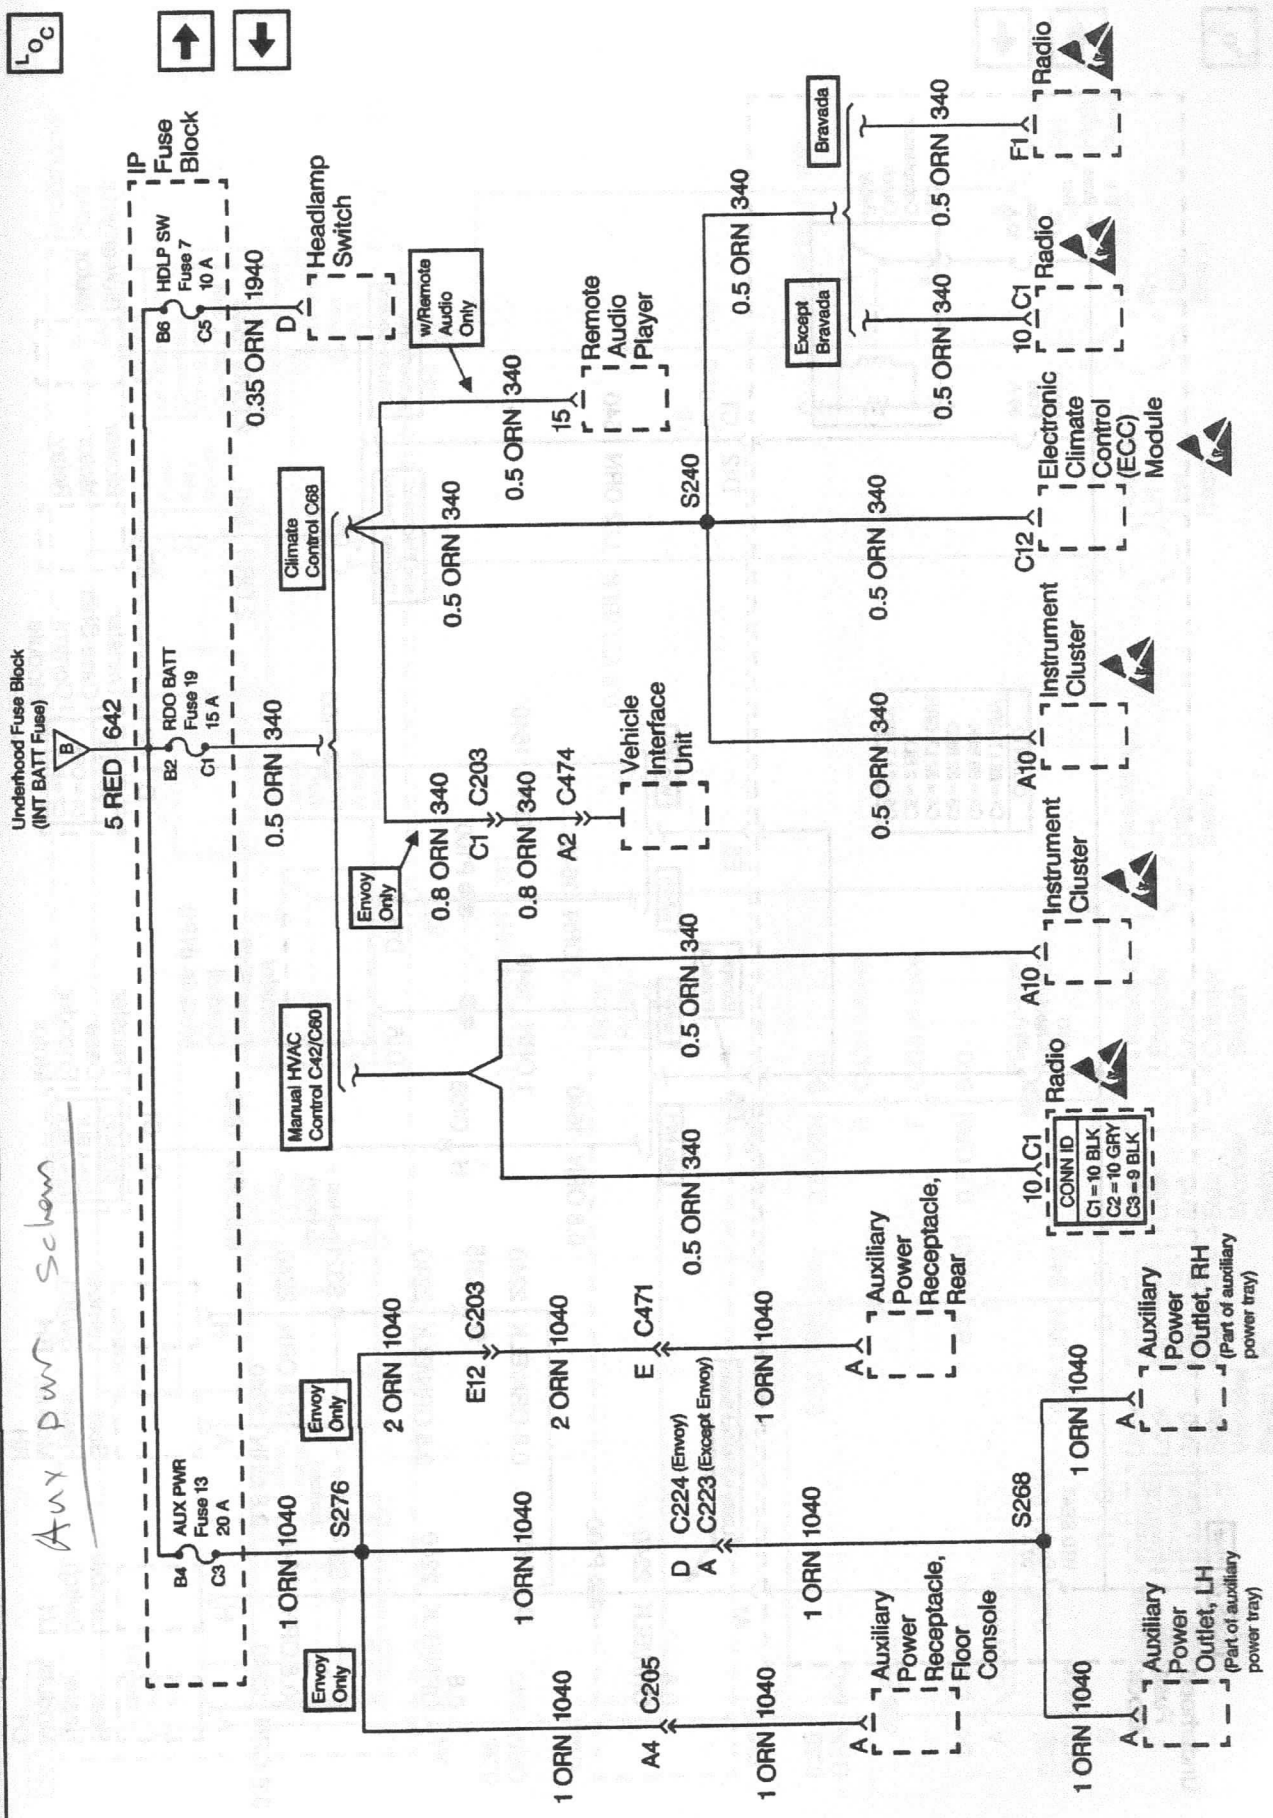 LOC
Underhood Fuse Block
(INT BATT Fuse)
B
5 RED 642
Aux pwr schem
IP
Fuse
Block
B4
AUX PWR
Fuse 13
20 A
C3
B2
RDO BATT
Fuse 19
15 A
C1
B6
HDLP SW
Fuse 7
10 A
C5
1 ORN 1040
0.5 ORN 340
0.35 ORN 1940
D
Headlamp
Switch
Envoy
Only
S276
Envoy
Only
Manual HVAC
Control C42/C60
Climate
Control C68
Envoy
Only
w/Remote
Audio
Only
2 ORN 1040
E12 C203
2 ORN 1040
E C471
1 ORN 1040
A
Auxiliary
Power
Receptacle,
Rear
1 ORN 1040
A4 C205
1 ORN 1040
A
Auxiliary
Power
Receptacle,
Floor
Console
1 ORN 1040
D C224 (Envoy)
A C223 (Except Envoy)
1 ORN 1040
S268
1 ORN 1040
A
Auxiliary
Power
Outlet, LH
(Part of auxiliary
power tray)
1 ORN 1040
A
Auxiliary
Power
Outlet, RH
(Part of auxiliary
power tray)
0.5 ORN 340
10 C1
Radio
CONN ID
C1 = 10 BLK
C2 = 10 GRY
C3 = 9 BLK
0.5 ORN 340
A10
Instrument
Cluster
0.8 ORN 340
C1 C203
0.8 ORN 340
A2 C474
Vehicle
Interface
Unit
0.5 ORN 340
0.5 ORN 340
15
Remote
Audio
Player
S240
0.5 ORN 340
A10
Instrument
Cluster
0.5 ORN 340
C12
Electronic
Climate
Control
(ECC)
Module
0.5 ORN 340
Except
Bravada
Bravada
0.5 ORN 340
10 C1
Radio
0.5 ORN 340
F1
Radio